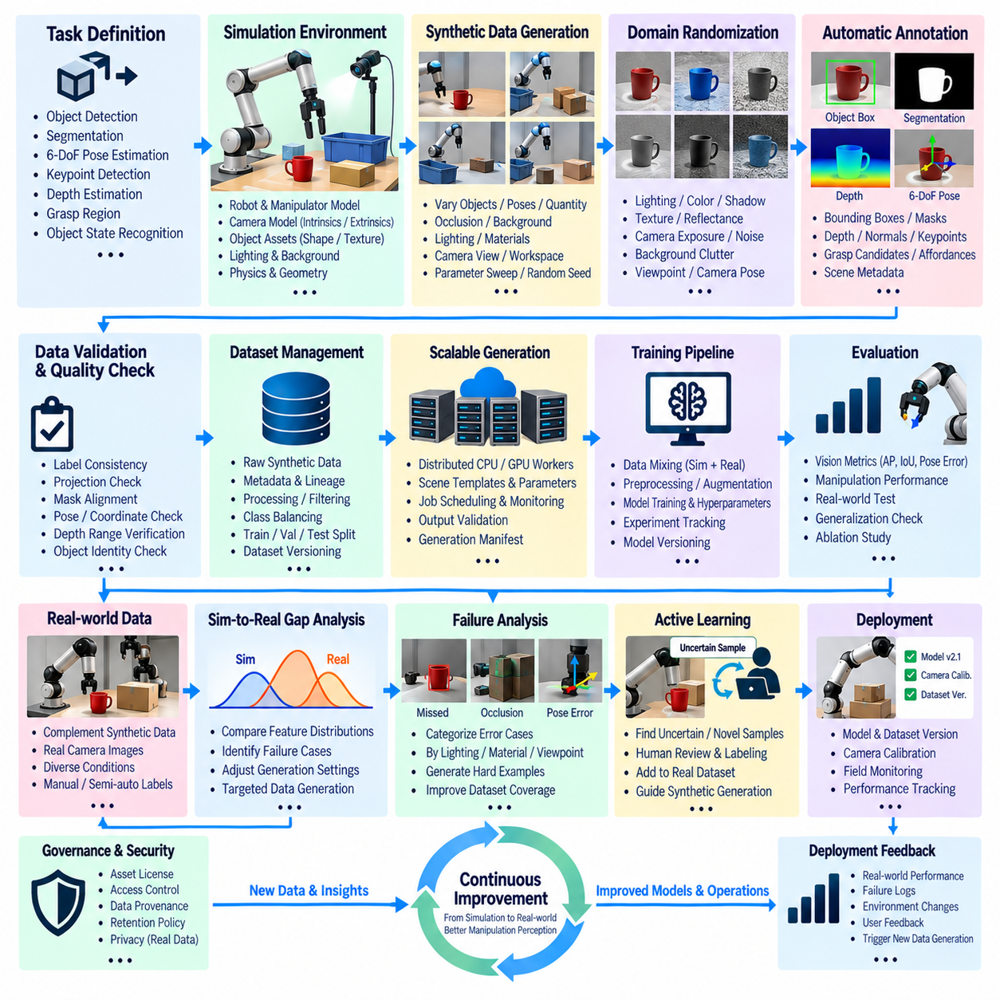 Task Definition
• Object Detection
• Segmentation
• 6-DoF Pose Estimation
• Keypoint Detection
• Depth Estimation
• Grasp Region
• Object State Recognition
• • •
Simulation Environment
• Robot & Manipulator Model
• Camera Model (Intrinsics / Extrinsics)
• Object Assets (Shape / Texture)
• Lighting & Background
• Physics & Geometry
• • •
Synthetic Data Generation
• Vary Objects / Poses / Quantity
• Occlusion / Background
• Lighting / Materials
• Camera View / Workspace
• Parameter Sweep / Random Seed
• • •
Domain Randomization
• Lighting / Color / Shadow
• Texture / Reflectance
• Camera Exposure / Noise
• Background Clutter
• Viewpoint / Camera Pose
• • •
Automatic Annotation
Object Box
Segmentation
Depth
6-DoF Pose
• Bounding Boxes / Masks
• Depth / Normals / Keypoints
• Grasp Candidates / Affordances
• Scene Metadata
• • •
Data Validation
& Quality Check
• Label Consistency
• Projection Check
• Mask Alignment
• Pose / Coordinate Check
• Depth Range Verification
• Object Identity Check
• • •
Dataset Management
• Raw Synthetic Data
• Metadata & Lineage
• Processing / Filtering
• Class Balancing
• Train / Val / Test Split
• Dataset Versioning
• • •
Scalable Generation
• Distributed CPU / GPU Workers
• Scene Templates & Parameters
• Job Scheduling & Monitoring
• Output Validation
• Generation Manifest
• • •
Training Pipeline
• Data Mixing (Sim + Real)
• Preprocessing / Augmentation
• Model Training & Hyperparameters
• Experiment Tracking
• Model Versioning
• • •
Evaluation
• Vision Metrics (AP, IoU, Pose Error)
• Manipulation Performance
• Real-world Test
• Generalization Check
• Ablation Study
• • •
Real-world Data
• Complement Synthetic Data
• Real Camera Images
• Diverse Conditions
• Manual / Semi-auto Labels
• • •
Sim-to-Real Gap Analysis
Sim
Real
• Compare Feature Distributions
• Identify Failure Cases
• Adjust Generation Settings
• Targeted Data Generation
• • •
Failure Analysis
Missed
Occlusion
Pose Error
• Categorize Error Cases
• By Lighting / Material / Viewpoint
• Generate Hard Examples
• Improve Dataset Coverage
• • •
Active Learning
Uncertain Sample
• Find Uncertain / Novel Samples
• Human Review & Labeling
• Add to Real Dataset
• Guide Synthetic Generation
• • •
Deployment
Model v2.1
Camera Calib.
Dataset Ver.
• Model & Dataset Version
• Camera Calibration
• Field Monitoring
• Performance Tracking
• • •
Governance & Security
• Asset License
• Access Control
• Data Provenance
• Retention Policy
• Privacy (Real Data)
• • •
New Data & Insights
Continuous
Improvement
From Simulation to Real-world
Better Manipulation Perception
Improved Models & Operations
Deployment Feedback
• Real-world Performance
• Failure Logs
• Environment Changes
• User Feedback
• Trigger New Data Generation
• • •